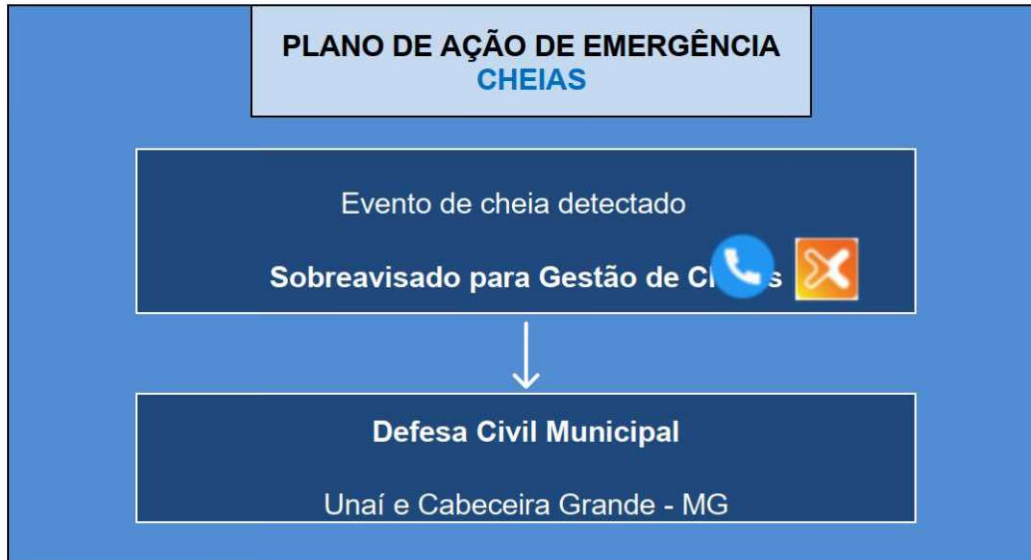 PLANO DE AÇÃO DE EMERGÊNCIA
CHEIAS
Evento de cheia detectado
Sobreavisado para Gestão de
Defesa Civil Municipal
Unaí e Cabeceira Grande - MG